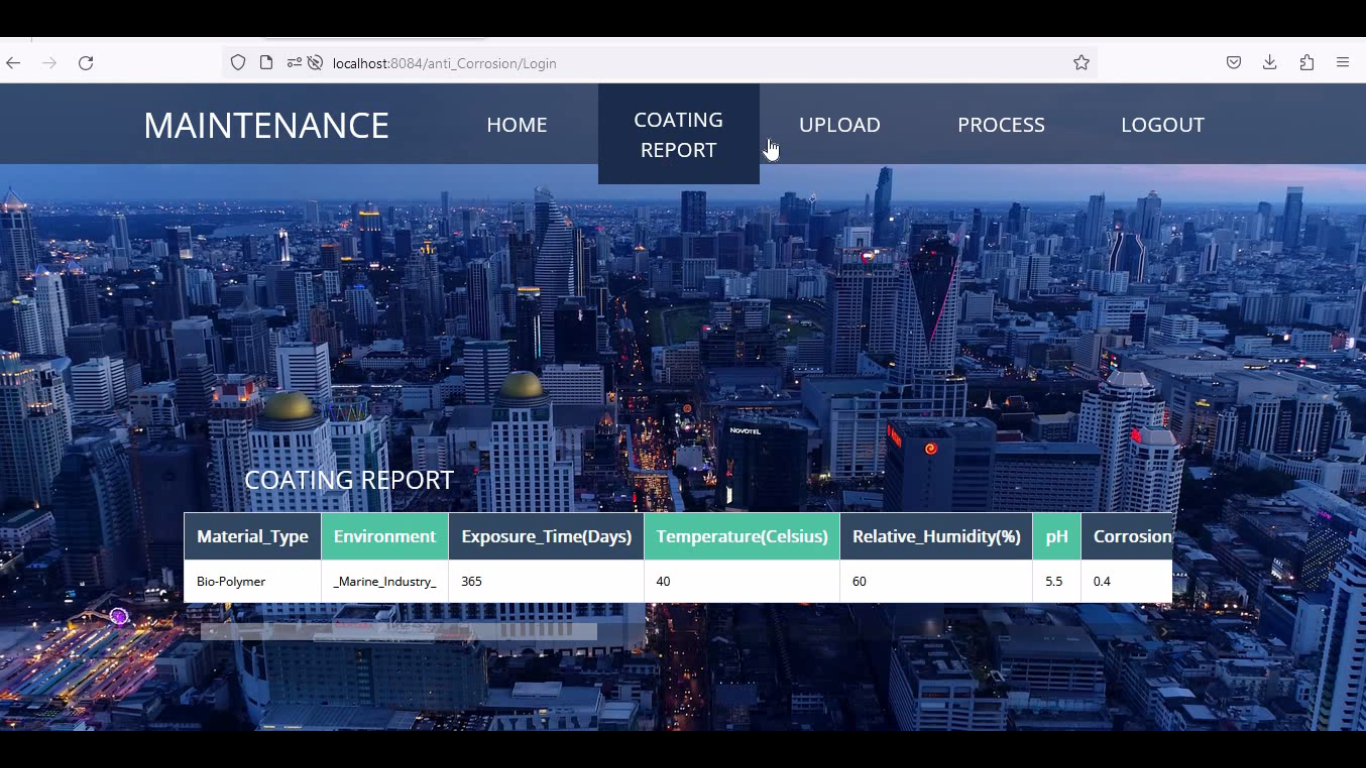 localhost:8084/anti_Corrosion/Login
MAINTENANCE
HOME
COATING
REPORT
UPLOAD
PROCESS
LOGOUT
NOVOTEL
COATING REPORT
Material_Type Environment Exposure_Time(Days) Temperature(Celsius) Relative_Humidity(%) pH Corrosion
Bio-Polymer _Marine_Industry_ 365 40 60 5.5 0.4